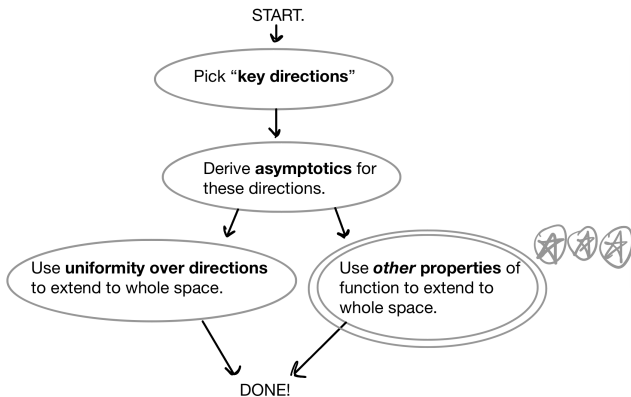 START.
Pick “key directions”
Derive asymptotics for
these directions.
Use uniformity over directions
to extend to whole space.
Use other properties of
function to extend to
whole space.
DONE!